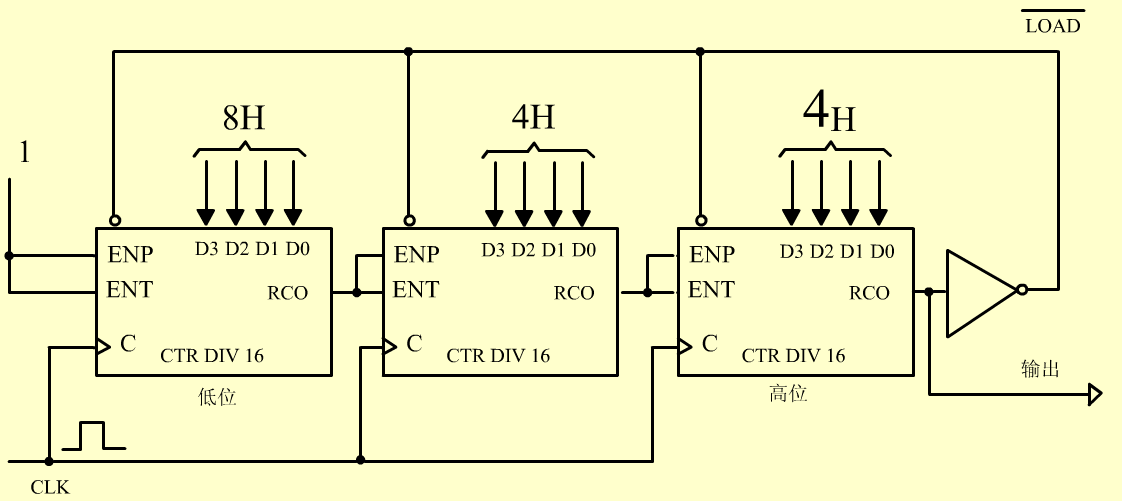 LOAD
8H
4H
4H
1
D3 D2 D1 D0
D3 D2 D1 D0
D3 D2 D1 D0
ENP
ENP
ENP
ENT
RCO
ENT
RCO
ENT
RCO
C
C
C
CTR DIV 16
CTR DIV 16
CTR DIV 16
输出
低位
高位
CLK